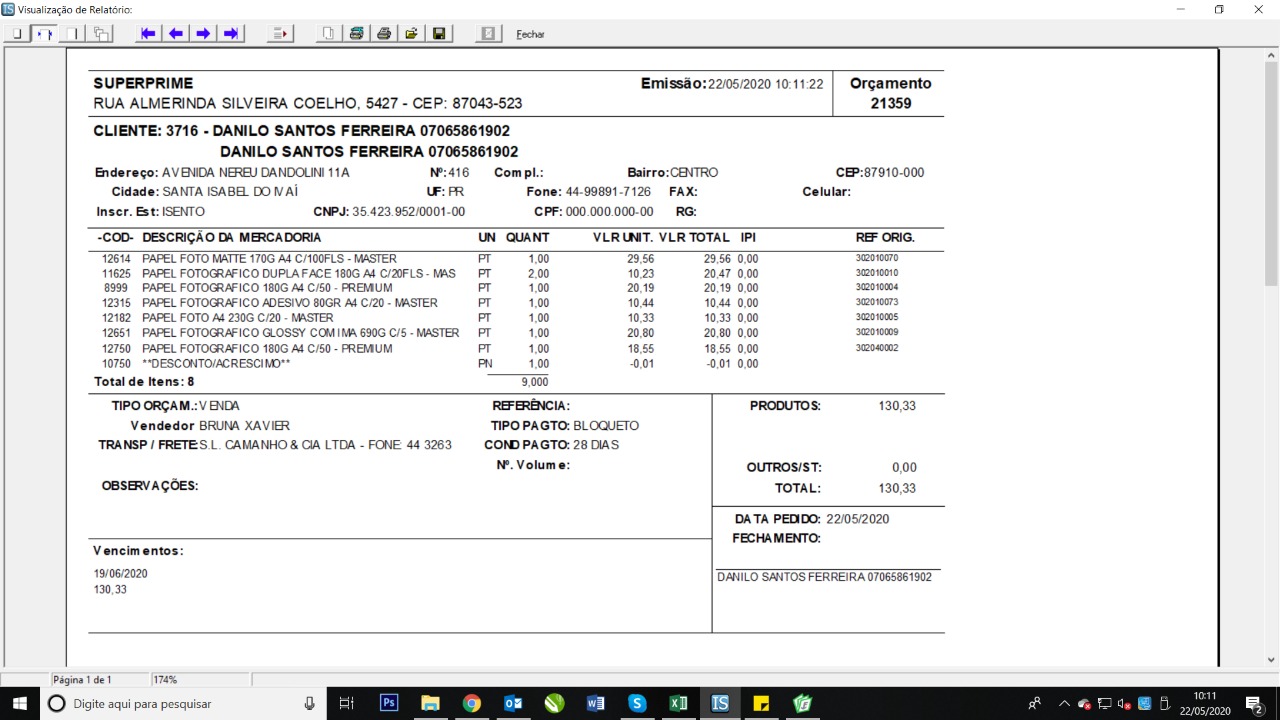 Visualização de Relatório:
Fechar
SUPERPRIME Emissão: 22/05/2020 10:11:22 Orçamento
RUA ALMERINDA SILVEIRA COELHO, 5427 - CEP: 87043-523 21359
CLIENTE: 3716 - DANILO SANTOS FERREIRA 07065861902
DANILO SANTOS FERREIRA 07065861902
Endereço: AVENIDA NEREU DANDOLINI 11A Nº: 416 Compl.: Bairro: CENTRO CEP: 87910-000
Cidade: SANTA ISABEL DO IVAÍ UF: PR Fone: 44-99891-7126 FAX: Celular:
Inscr. Est: ISENTO CNPJ: 35.423.952/0001-00 CPF: 000.000.000-00 RG:
-COD- DESCRIÇÃO DA MERCADORIA UN QUANT VLR UNIT. VLR TOTAL IPI REF ORIG.
12614 PAPEL FOTO MATTE 170G A4 C/100FLS - MASTER PT 1,00 29,56 29,56 0,00 302010070
11625 PAPEL FOTOGRAFICO DUPLA FACE 180G A4 C/20FLS - MAS PT 2,00 10,23 20,47 0,00 302010010
8999 PAPEL FOTOGRAFICO 180G A4 C/50 - PREMIUM PT 1,00 20,19 20,19 0,00 302010004
12315 PAPEL FOTOGRAFICO ADESIVO 80GR A4 C/20 - MASTER PT 1,00 10,44 10,44 0,00 302010073
12182 PAPEL FOTO A4 230G C/20 - MASTER PT 1,00 10,33 10,33 0,00 302010005
12651 PAPEL FOTOGRAFICO GLOSSY COM IMA 690G C/5 - MASTER PT 1,00 20,80 20,80 0,00 302010009
12750 PAPEL FOTOGRAFICO 180G A4 C/50 - PREMIUM PT 1,00 18,55 18,55 0,00 302040002
10750 **DESCONTO/ACRESCIMO** PN 1,00 -0,01 -0,01 0,00
Total de Itens: 8 9,000
TIPO ORÇAM.: VENDA REFERÊNCIA: PRODUTOS: 130,33
Vendedor BRUNA XAVIER TIPO PAGTO: BLOQUETO
TRANSP / FRETE: S.L. CAMANHO & CIA LTDA - FONE: 44 3263 COND PAGTO: 28 DIAS
Nº. Volume: OUTROS/ST: 0,00
OBSERVAÇÕES: TOTAL: 130,33
DATA PEDIDO: 22/05/2020
FECHAMENTO:
Vencimentos:
19/06/2020 DANILO SANTOS FERREIRA 07065861902
130,33
Página 1 de 1 174%
Digite aqui para pesquisar
10:11
22/05/2020
2